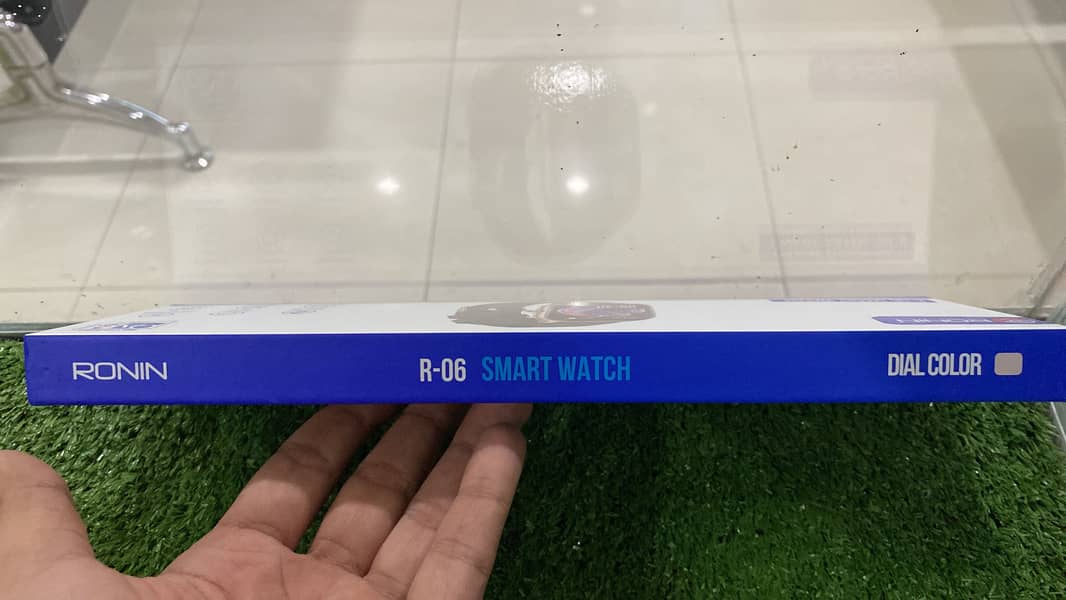 RONIN R-06 SMART WATCH DIAL COLOR